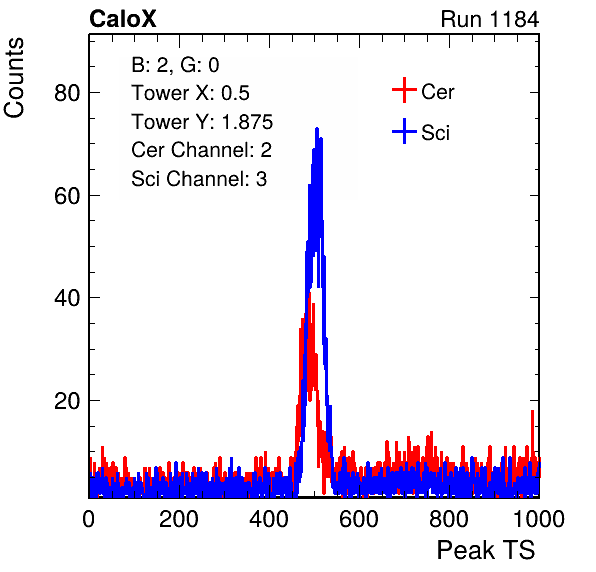 CaloX Run 1184
Counts
B: 2, G: 0
Tower X: 0.5
Tower Y: 1.875
Cer Channel: 2
Sci Channel: 3
Cer
Sci
80
60
40
20
0 200 400 600 800 1000
Peak TS